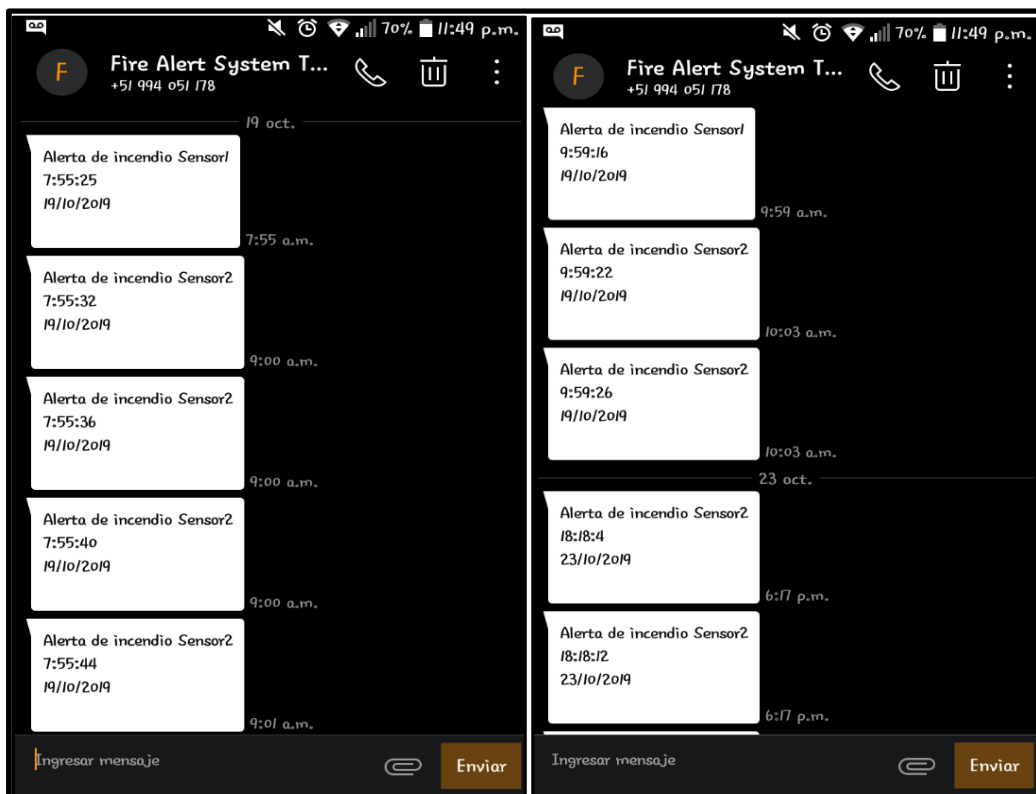 70% 11:49 p.m.
F
Fire Alert System T...
+51 994 051 178
19 oct.
Alerta de incendio Sensor1
7:55:25
19/10/2019
7:55 a.m.
Alerta de incendio Sensor2
7:55:32
19/10/2019
9:00 a.m.
Alerta de incendio Sensor2
7:55:36
19/10/2019
9:00 a.m.
Alerta de incendio Sensor2
7:55:40
19/10/2019
9:00 a.m.
Alerta de incendio Sensor2
7:55:44
19/10/2019
9:01 a.m.
Ingresar mensaje
Enviar
70% 11:49 p.m.
F
Fire Alert System T...
+51 994 051 178
Alerta de incendio Sensor1
9:59:16
19/10/2019
9:59 a.m.
Alerta de incendio Sensor2
9:59:22
19/10/2019
10:03 a.m.
Alerta de incendio Sensor2
9:59:26
19/10/2019
10:03 a.m.
23 oct.
Alerta de incendio Sensor2
18:18:4
23/10/2019
6:17 p.m.
Alerta de incendio Sensor2
18:18:12
23/10/2019
6:17 p.m.
Ingresar mensaje
Enviar